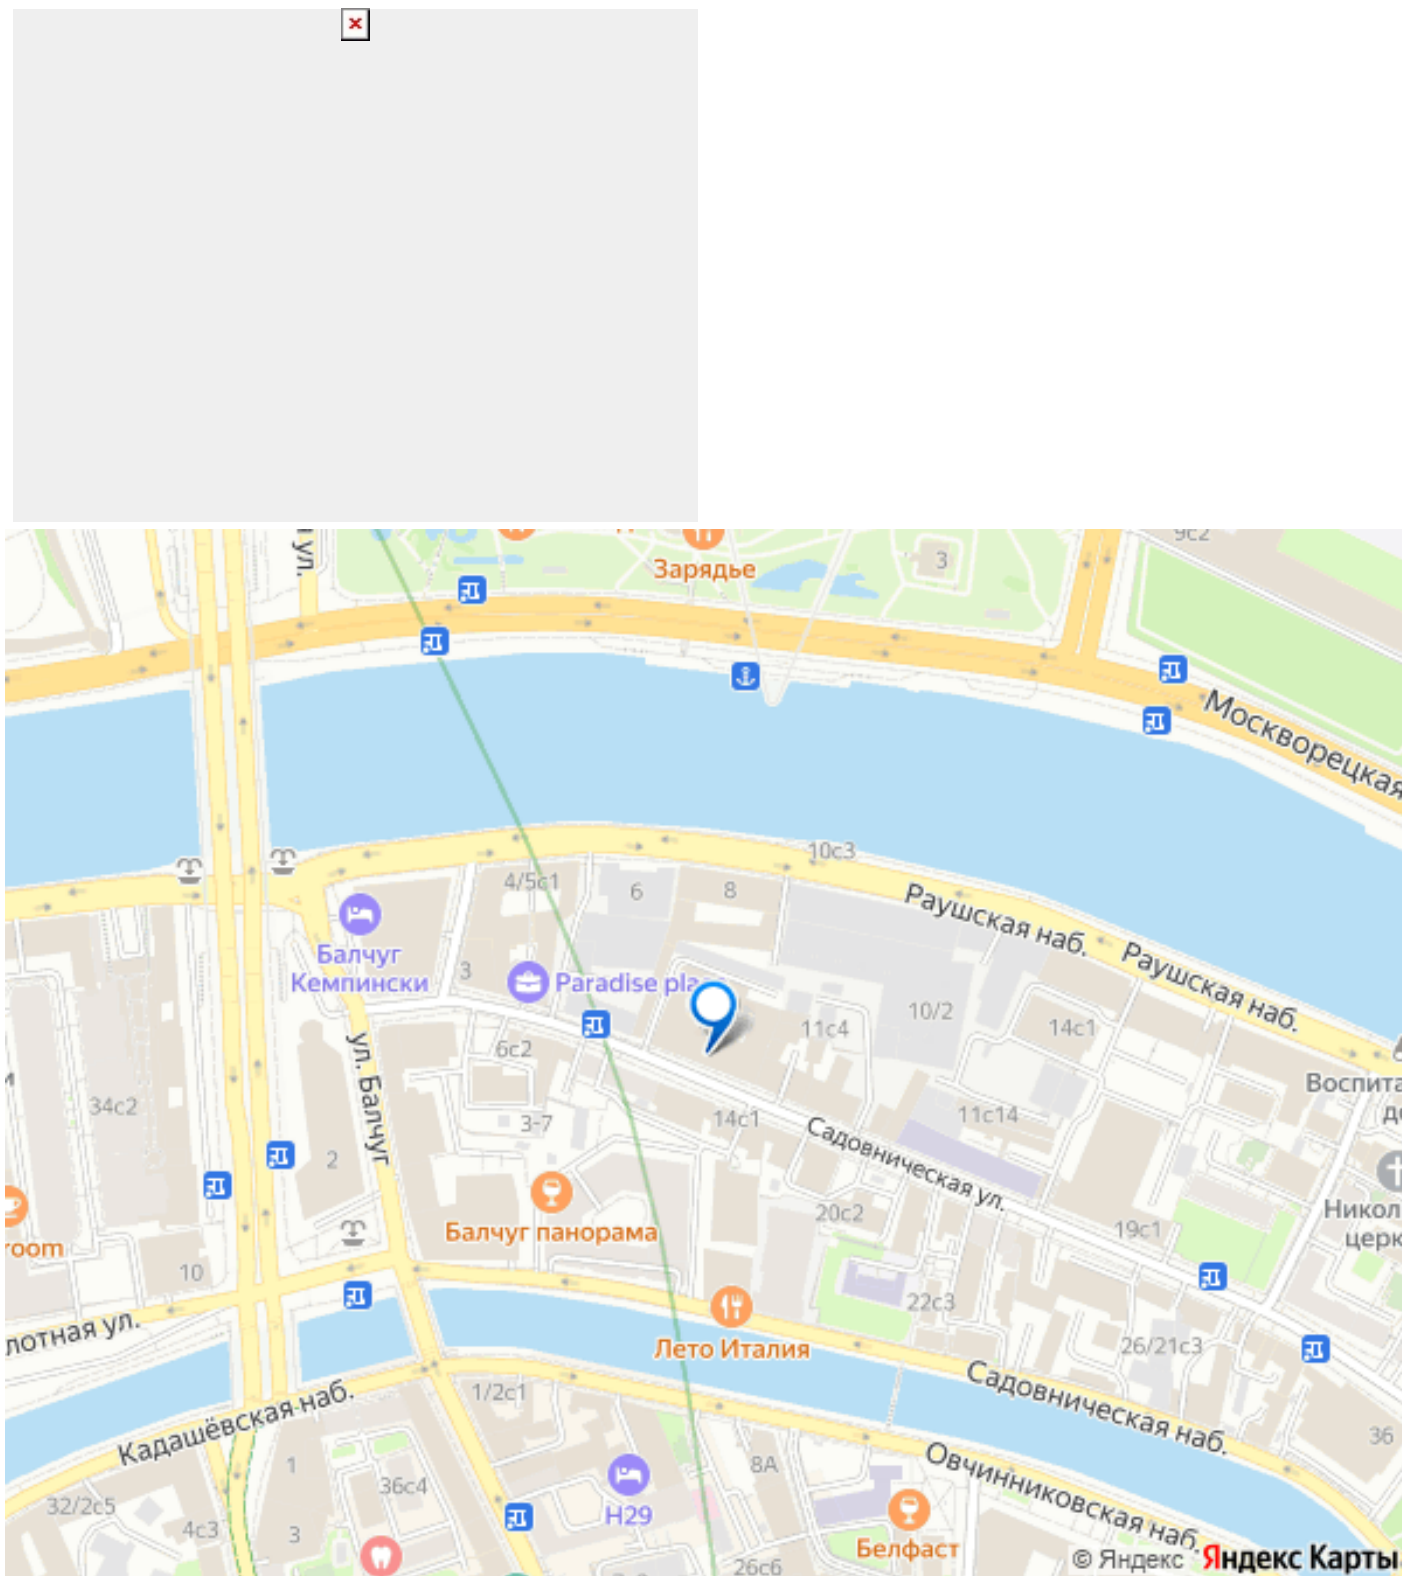 ул.
9с2
Зарядье
3
Москворецкая
10с3
4/5с1
6
8
Раушская наб.
Раушская наб.
Балчуг
Кемпински
3
Paradise pla
10/2
14с1
11с4
6с2
ул. Балчуг
Воспита
34с2
3-7
14с1
11с14
Садовническая ул.
2
Балчуг панорама
20с2
19с1
Никол
церк
room
10
22с3
лотная ул.
Лето Италия
26/21с3
Садовническая наб.
1/2с1
Кадашёвская наб.
36
1
36с4
8А
Овчинниковская наб.
32/2с5
4с3
3
Н29
Белфаст
26с6
© Яндекс Яндекс Карты